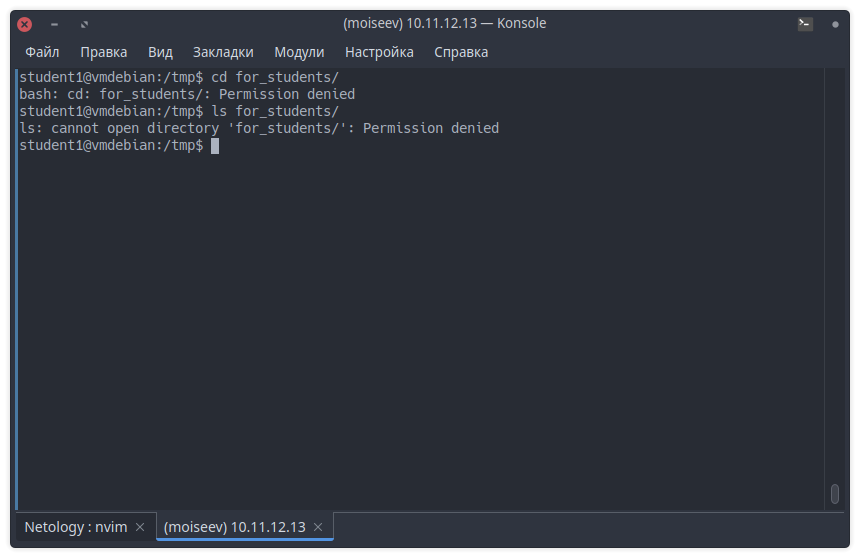 (moiseev) 10.11.12.13 — Konsole
Файл Правка Вид Закладки Модули Настройка Справка
student1@vmdebian:/tmp$ cd for_students/
bash: cd: for_students/: Permission denied
student1@vmdebian:/tmp$ ls for_students/
ls: cannot open directory 'for_students/': Permission denied
student1@vmdebian:/tmp$
Netology : nvim (moiseev) 10.11.12.13